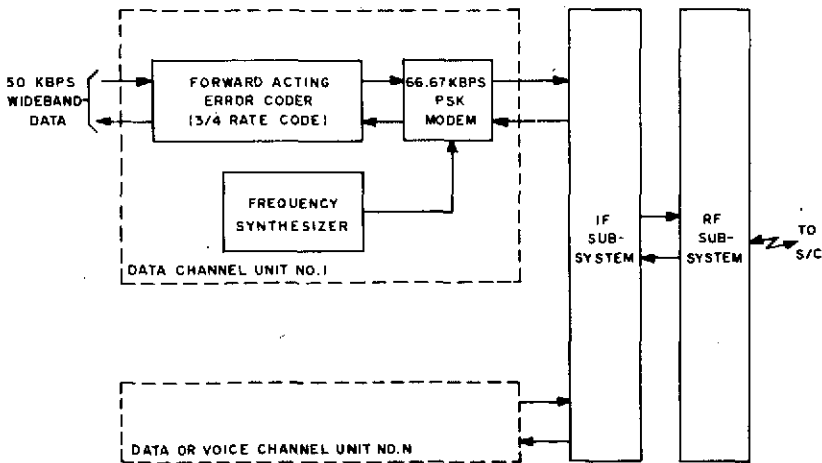 50 KBPS
WIDEBAND
DATA
FORWARD ACTING
ERROR CODER
(3/4 RATE CODE)
66.67KBPS
PSK
MODEM
FREQUENCY
SYNTHESIZER
DATA CHANNEL UNIT NO.1
IF
SUB-
SYSTEM
RF
SUB-
SYSTEM
TO
S/C
DATA OR VOICE CHANNEL UNIT NO.N